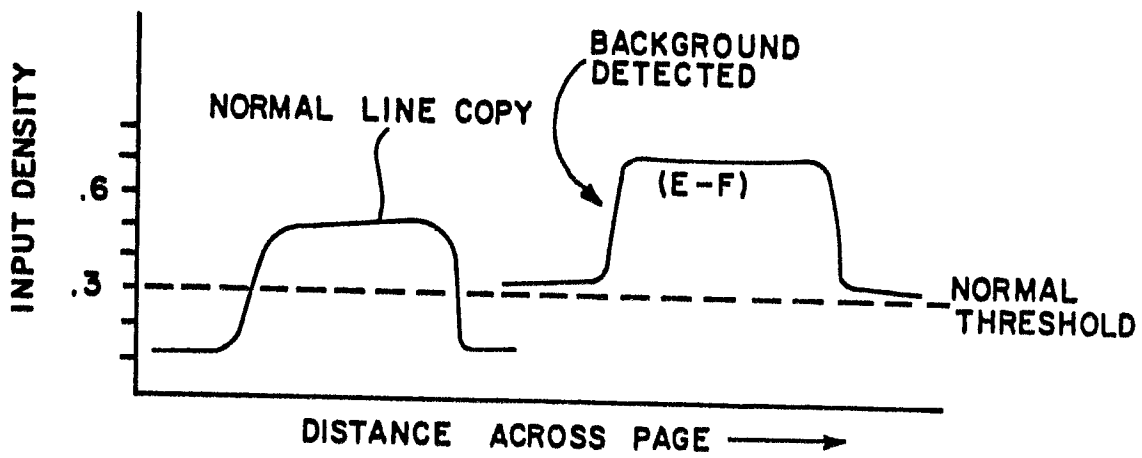 BACKGROUND
DETECTED
NORMAL LINE COPY
INPUT DENSITY
.6
(E-F)
.3
NORMAL
THRESHOLD
DISTANCE ACROSS PAGE